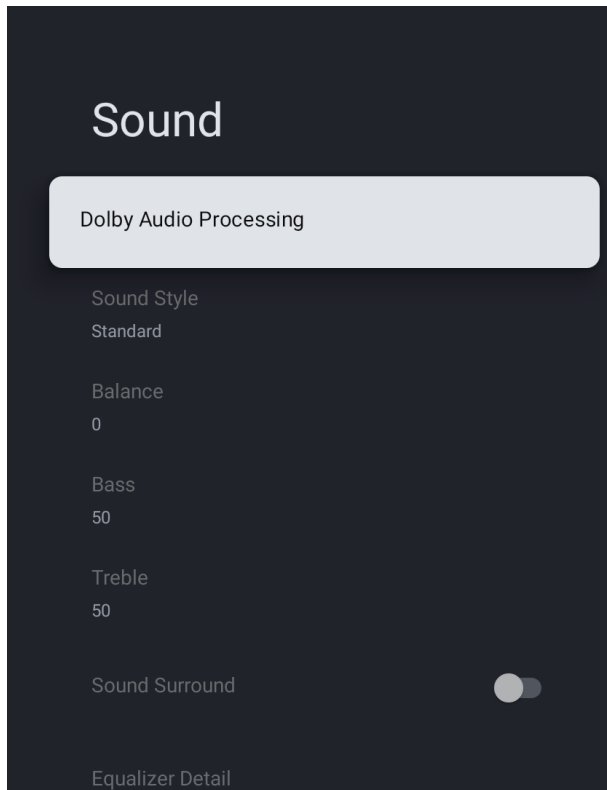 Sound
Dolby Audio Processing
Sound Style
Standard
Balance
0
Bass
50
Treble
50
Sound Surround
Equalizer Detail